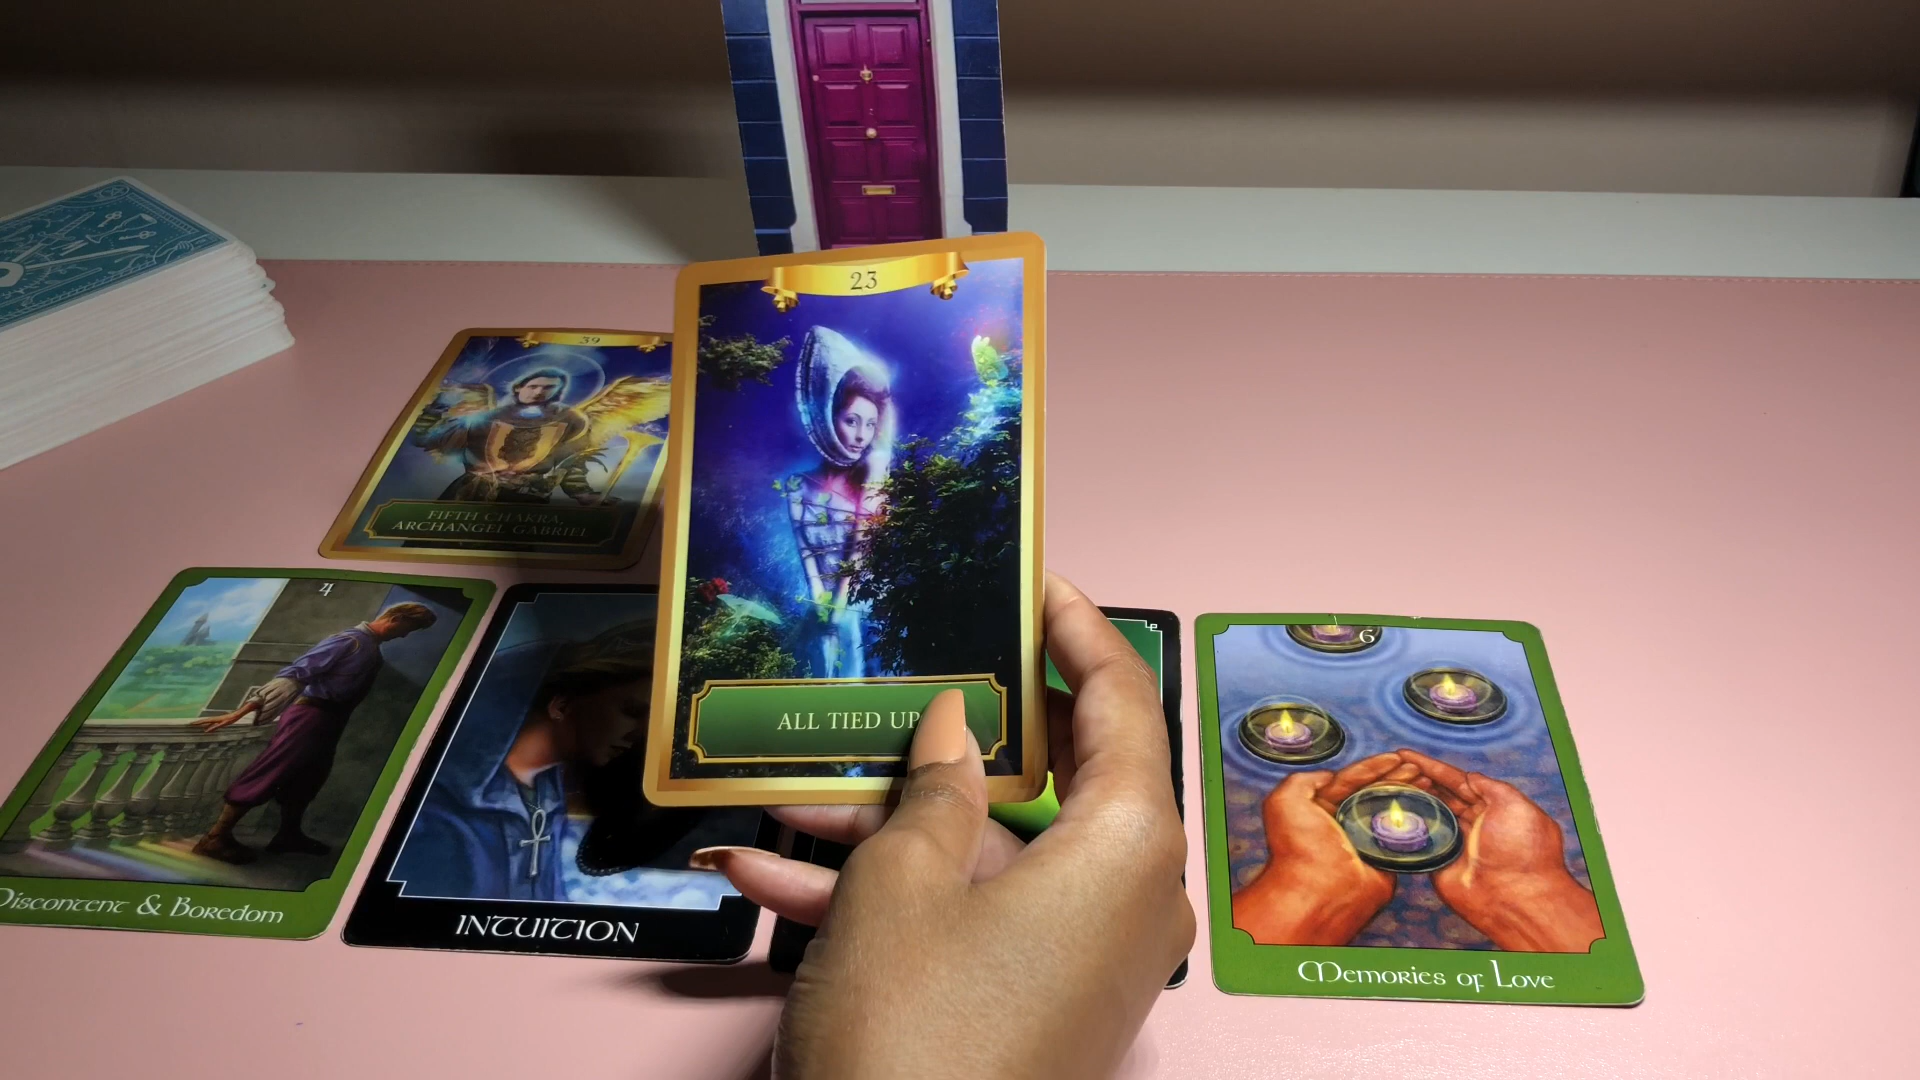 23
ALL TIED UP
39
FIFTH CHAKRA,
ARCHANGEL GABRIEL
4
Discontent & Boredom
INTUITION
6
Memories of Love